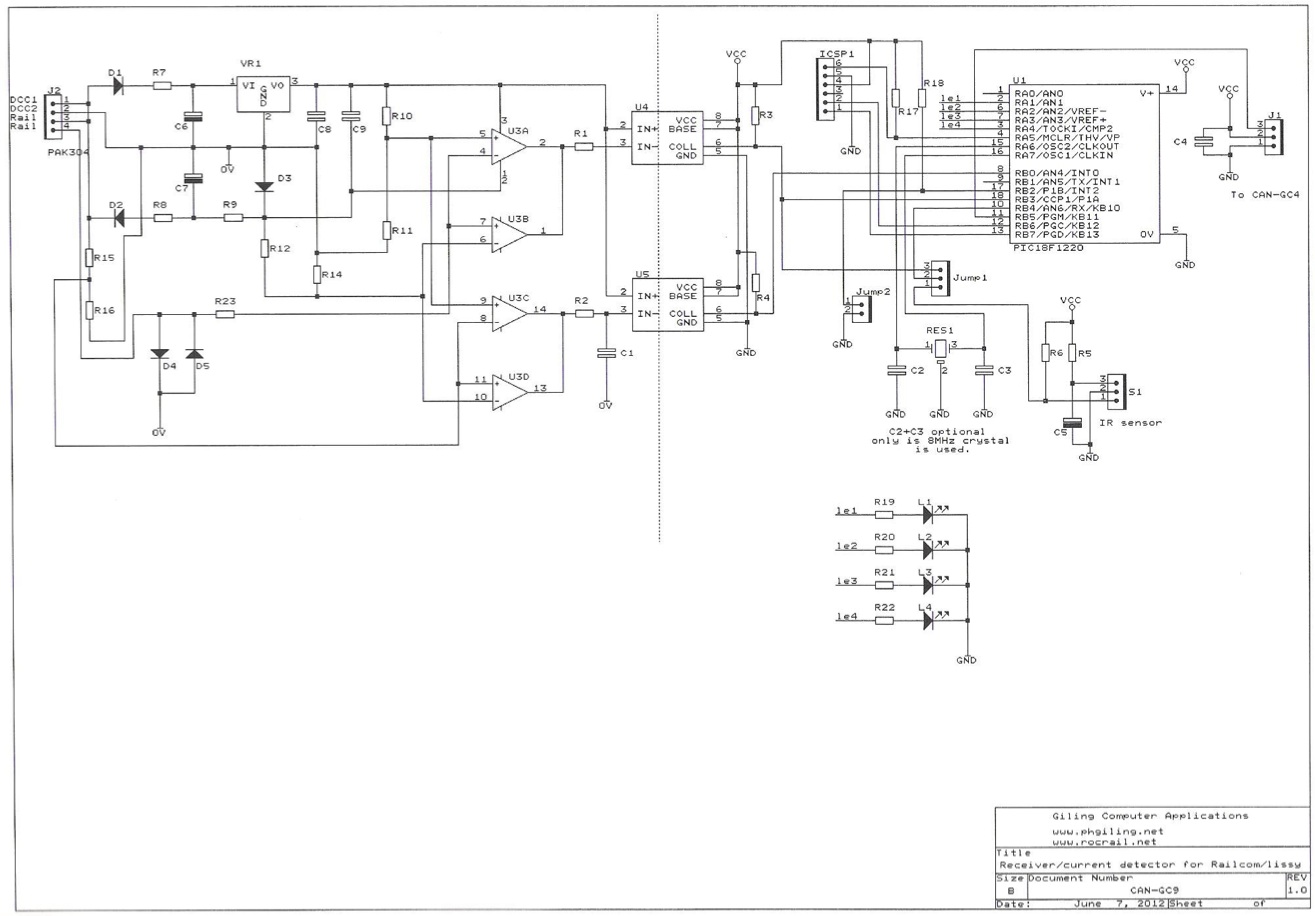 DCC1
DCC2
Rail
Rail
J2
1
2
3
4
PAK304
D1
R7
VR1
1
VI
VO
GND
3
2
C6
C8
C9
R10
C7
0V
D3
D2
R8
R9
R12
R14
R11
R15
R16
R23
D4
D5
0V
U3A
5
4
3
2
12
U3B
7
6
1
U3C
9
8
14
U3D
11
10
13
R1
R2
C1
0V
U4
2
IN+
3
IN-
VCC
8
BASE
7
COLL
6
GND
5
U5
2
IN+
3
IN-
VCC
8
BASE
7
COLL
6
GND
5
GND
VCC
R3
R4
ICSP1
6
5
4
3
2
1
GND
R17
R18
le1
le2
le3
le4
U1
1 RA0/AN0
2 RA1/AN1
6 RA2/AN2/VREF-
7 RA3/AN3/VREF+
3 RA4/TOCKI/CMP2
4 RA5/MCLR/THV/VP
15 RA6/OSC2/CLKOUT
16 RA7/OSC1/CLKIN
8 RB0/AN4/INT0
9 RB1/AN5/TX/INT1
17 RB2/P1B/INT2
18 RB3/CCP1/P1A
10 RB4/AN6/RX/KB10
11 RB5/PGM/KB11
12 RB6/PGC/KB12
13 RB7/PGD/KB13
V+
14
VCC
0V
5
GND
PIC18F1220
VCC
C4
GND
J1
3
2
1
To CAN-GC4
Jump1
3
2
1
Jump2
1
2
GND
RES1
1
3
2
C2
C3
GND
GND
GND
C2+C3 optional
only is 8MHz crystal
is used.
VCC
R6
R5
C5
GND
3
2
1
S1
IR sensor
le1
R19
L1
le2
R20
L2
le3
R21
L3
le4
R22
L4
GND
Giling Computer Applications
www.phgiling.net
www.rocrail.net
Title
Receiver/current detector for Railcom/lissy
Size Document Number REV
B CAN-GC9 1.0
Date: June 7, 2012 Sheet of